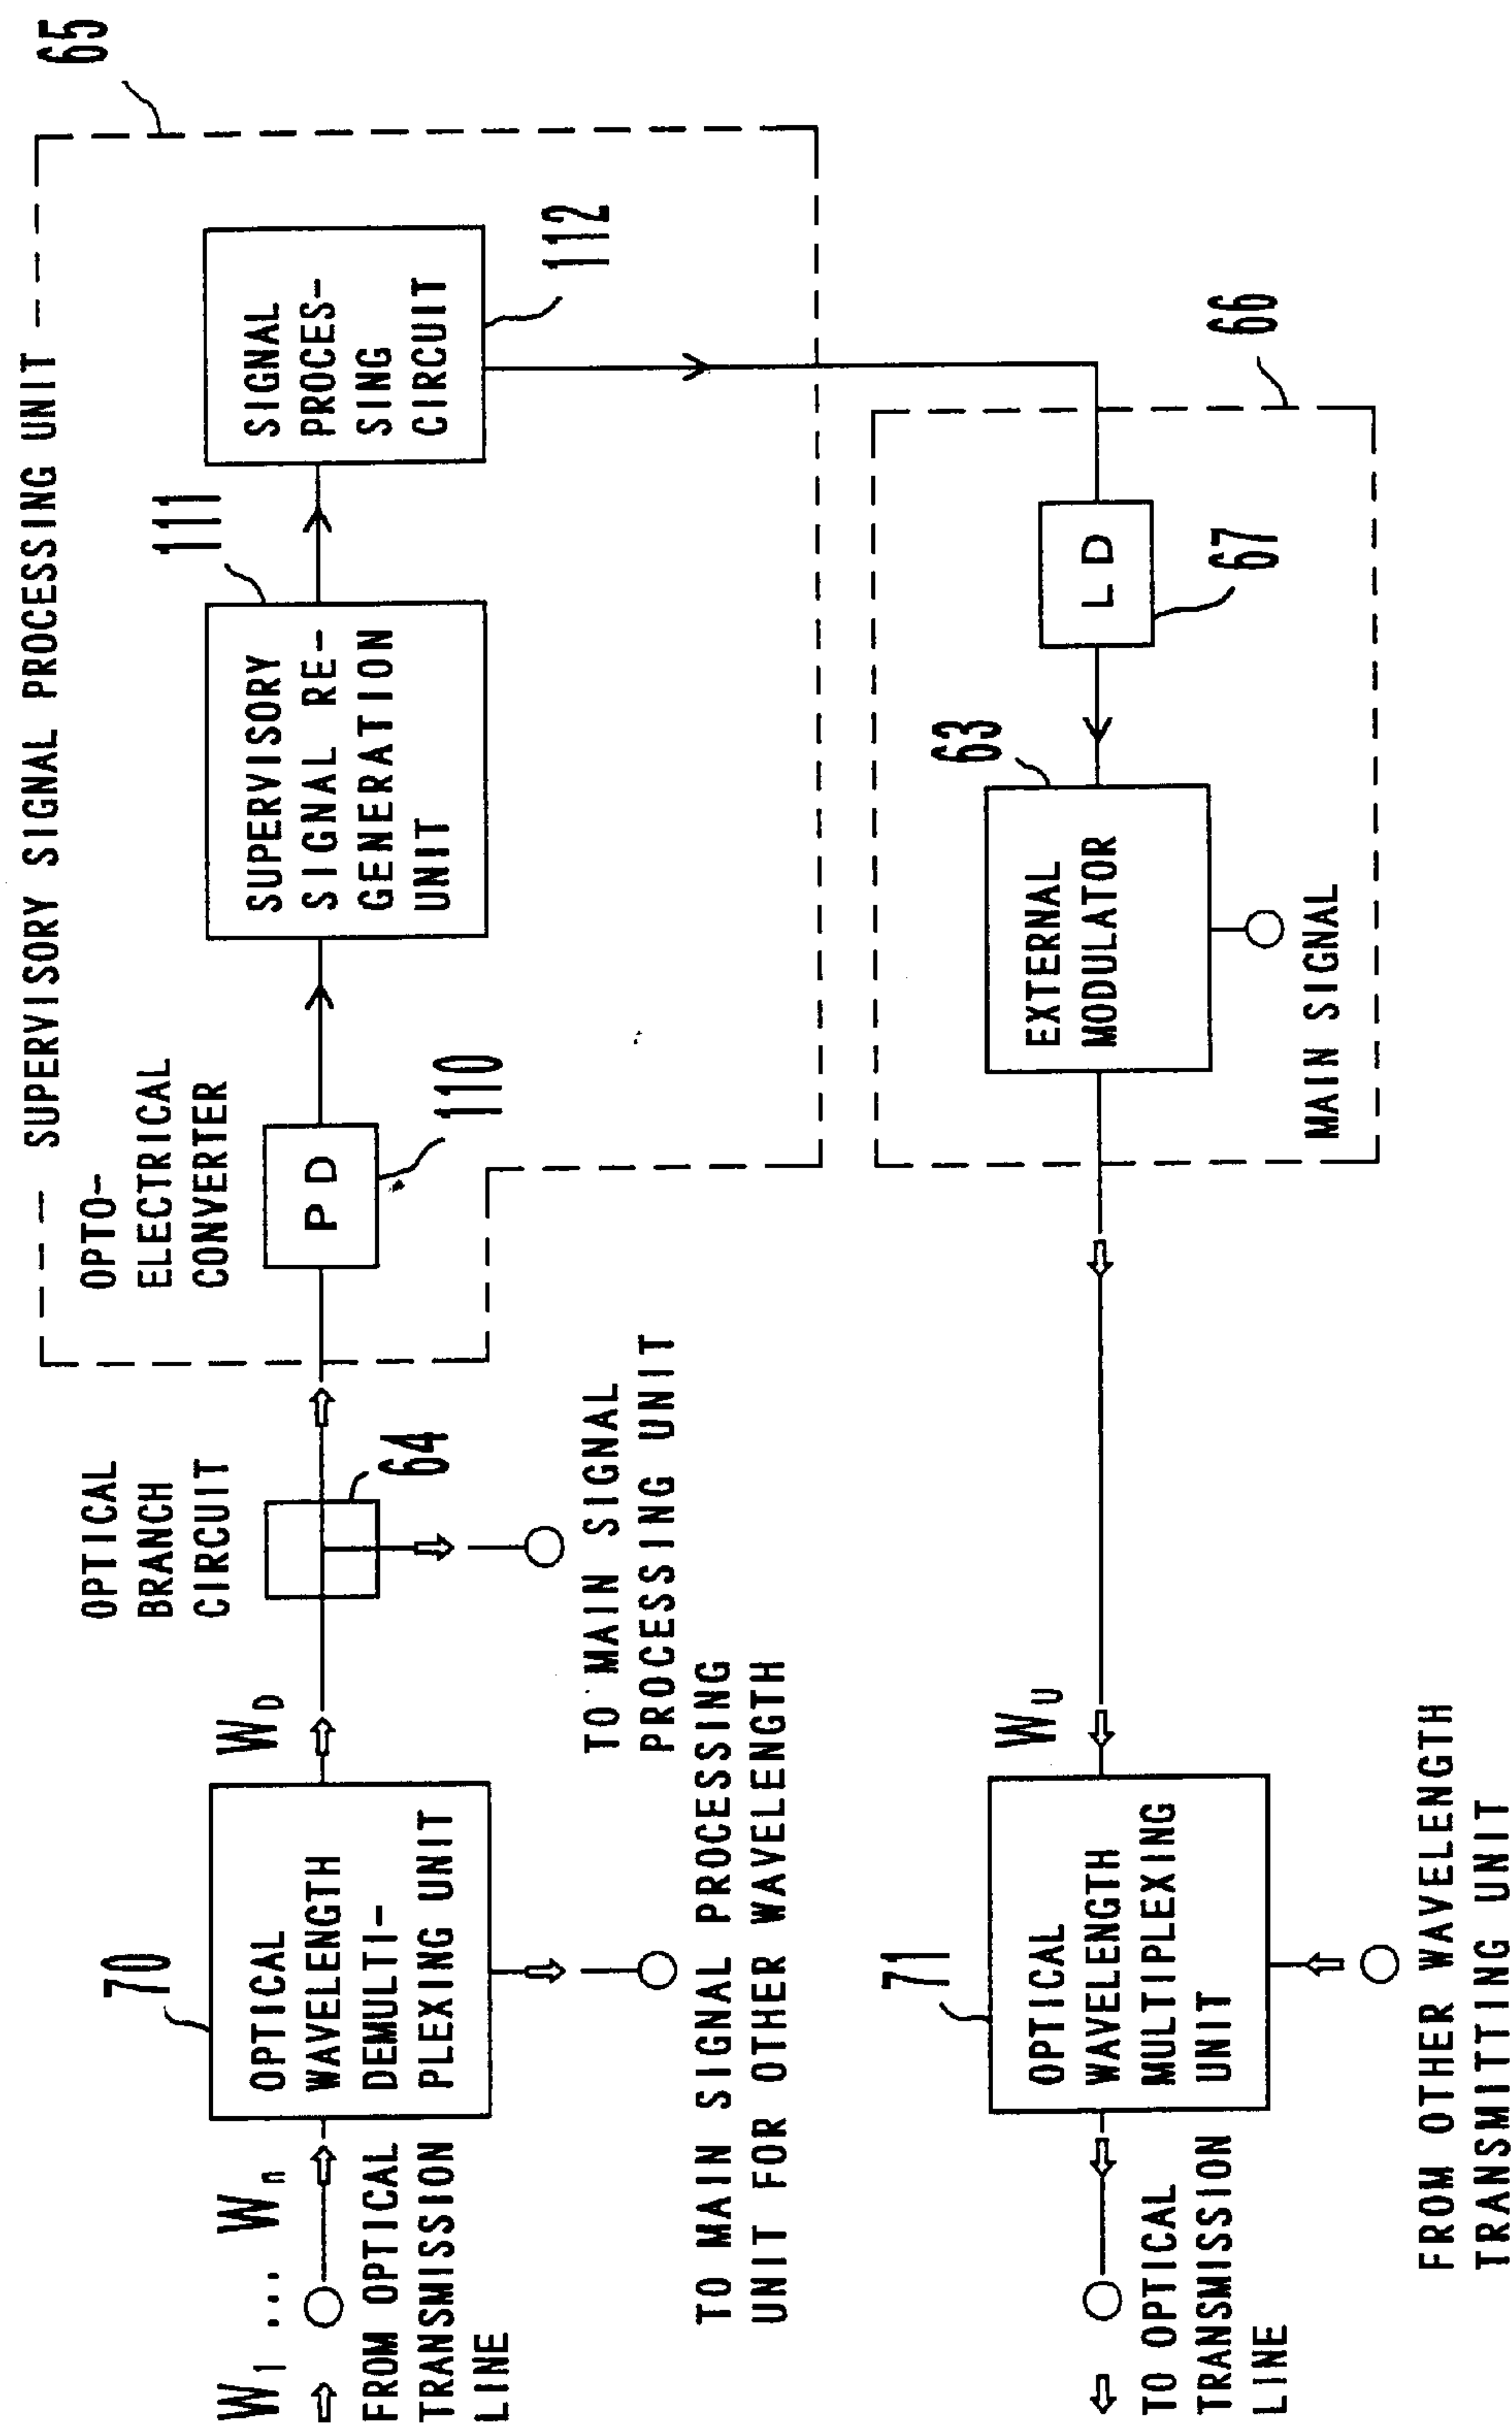 SUPERVISORY SIGNAL PROCESSING UNIT
65
OPTO-
ELECTRICAL
CONVERTER
PD
110
111
SUPERVISORY
SIGNAL RE-
GENERATION
UNIT
SIGNAL
PROCES-
SING
CIRCUIT
112
OPTICAL
BRANCH
CIRCUIT
64
TO MAIN SIGNAL
PROCESSING UNIT
W1 ... Wn
FROM OPTICAL
TRANSMISSION
LINE
70
OPTICAL
WAVELENGTH
DEMULTI-
PLEXING UNIT
WD
TO MAIN SIGNAL PROCESSING
UNIT FOR OTHER WAVELENGTH
66
LD
67
63
EXTERNAL
MODULATOR
MAIN SIGNAL
WU
71
OPTICAL
WAVELENGTH
MULTIPLEXING
UNIT
TO OPTICAL
TRANSMISSION
LINE
FROM OTHER WAVELENGTH
TRANSMITTING UNIT